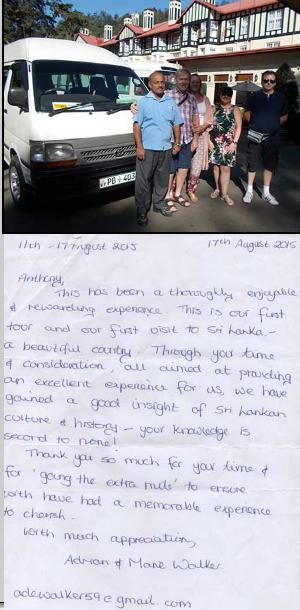 PB-403
11th - 17 August 2015 17th August 2015
Anthony,
This has been a thoroughly enjoyable
& rewarding experience. This is our first
tour and our first visit to Sri Lanka -
a beautiful country. Through your time
& consideration, all aimed at providing
an excellent experience for us, we have
gained a good insight of Sri Lankan
culture & history - your knowledge is
second to none!
Thank you so much for your time &
for 'going the extra mile' to ensure
have had a memorable experience
to cherish.
With much appreciation,
Adrian & Walker
adewalker59@gmail.com